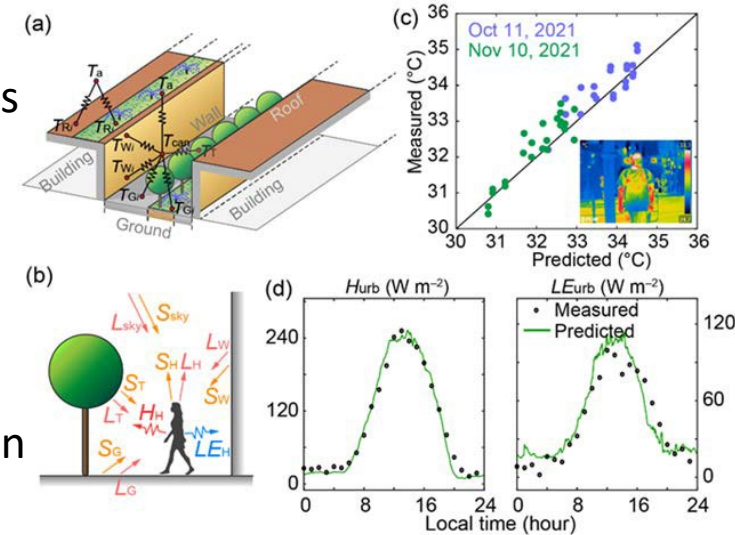 s
n
(a)
Ta
Ta
TRi
TRi
Wall
Roof
TWi
Tcan
TT
TWi
TGi
TGi
Building
Building
Ground
(b)
Lsky
Ssky
LW
SH
LH
SW
ST
LT
HH
LEH
SG
LG
(c)
Oct 11, 2021
Nov 10, 2021
Measured (°C)
36
35
34
33
32
31
30
30 31 32 33 34 35 36
Predicted (°C)
(d)
Hurb (W m⁻²)
LEurb (W m⁻²)
Measured
Predicted
240
120
0
120
60
0
0 8 16 24
0 8 16 24
Local time (hour)